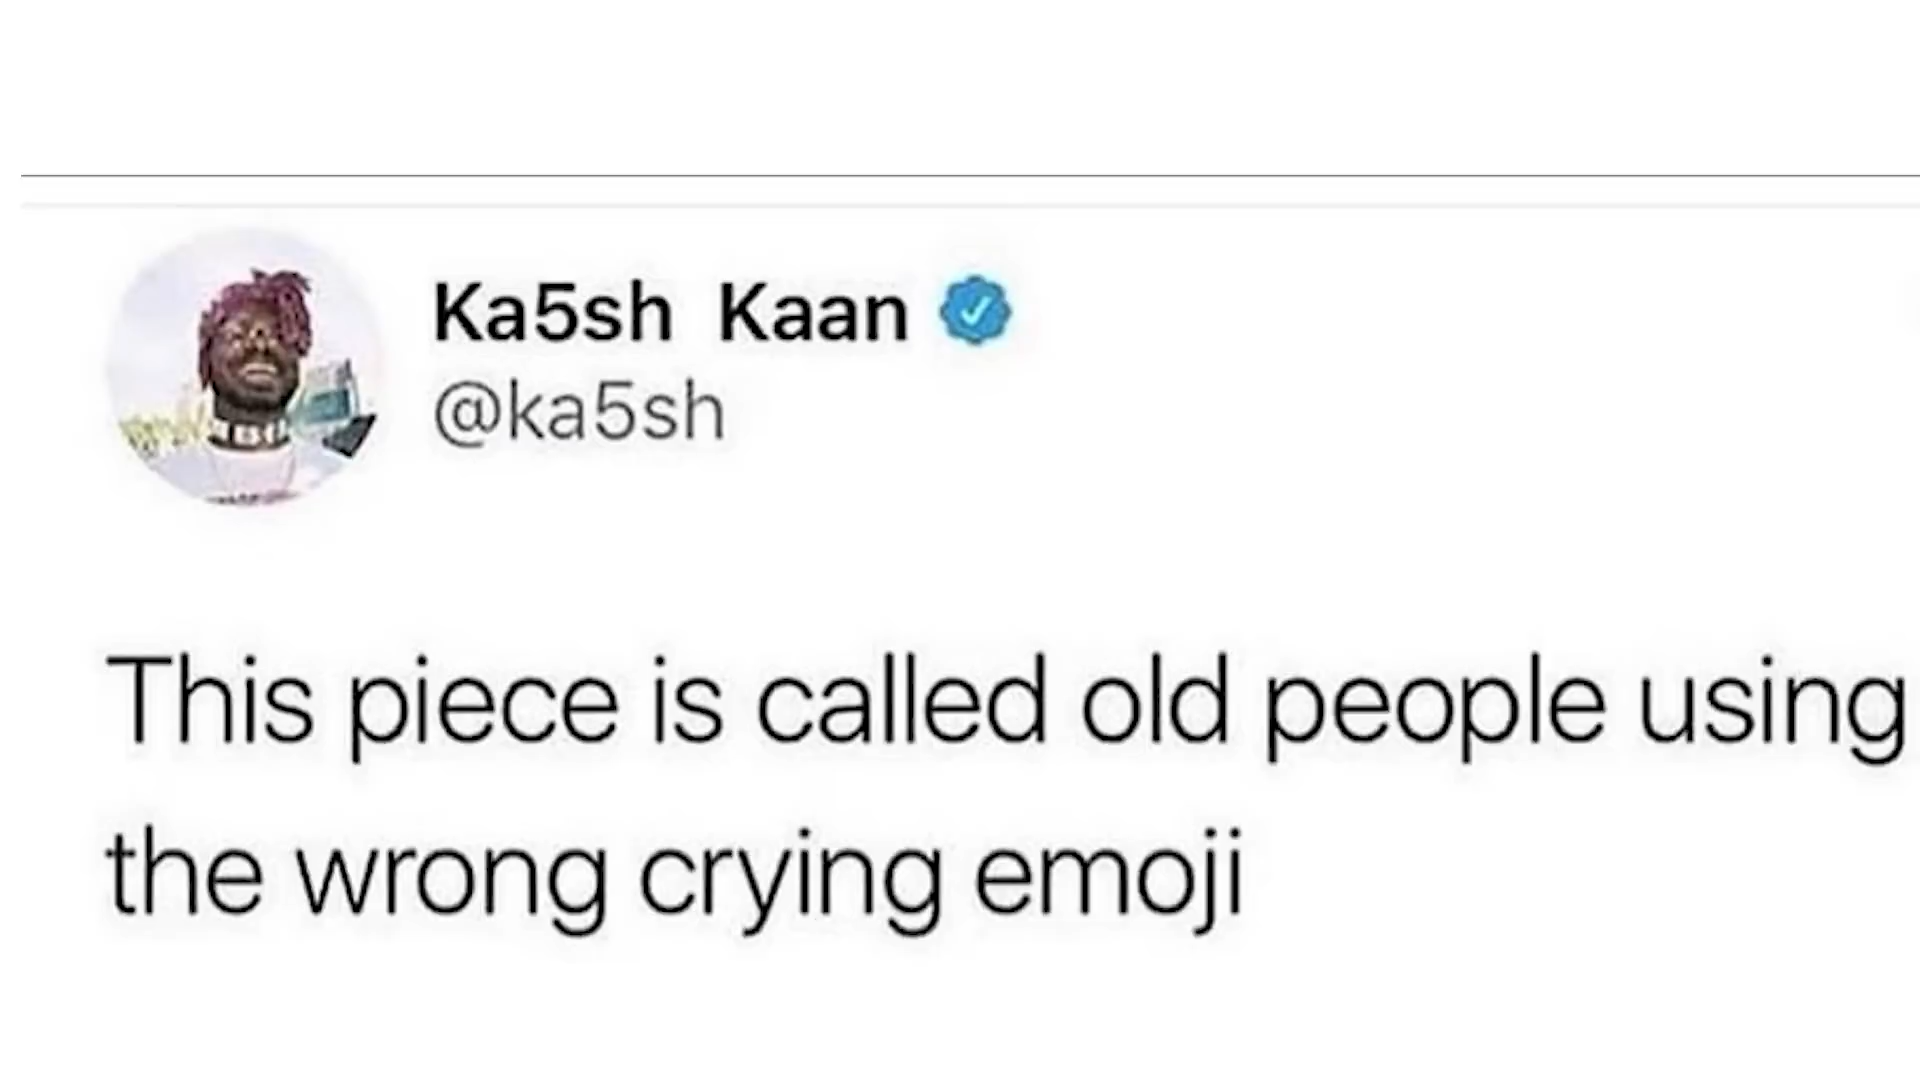 Ka5sh Kaan
@ka5sh
This piece is called old people using
the wrong crying emoji